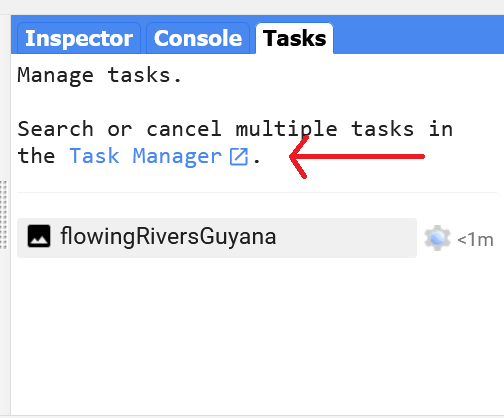 Inspector Console Tasks
Manage tasks.
Search or cancel multiple tasks in
the Task Manager.
flowingRiversGuyana <1m